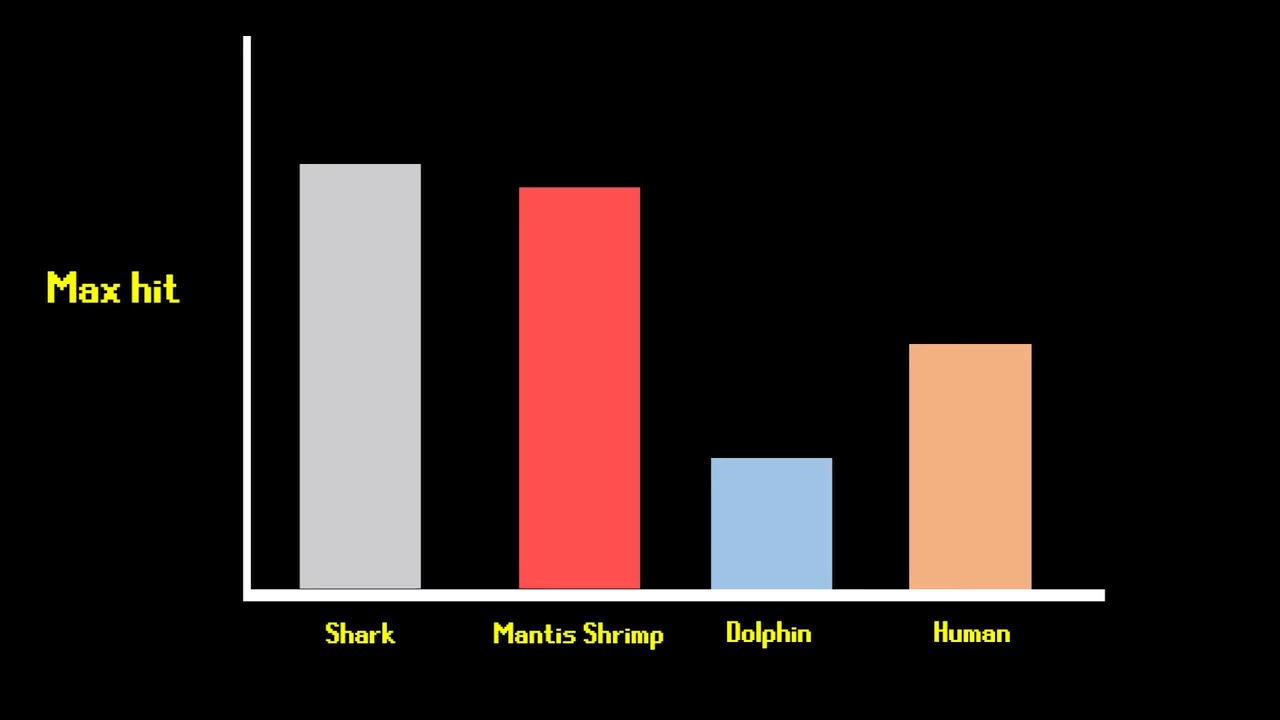 Max hit
Shark
Mantis Shrimp
Dolphin
Human